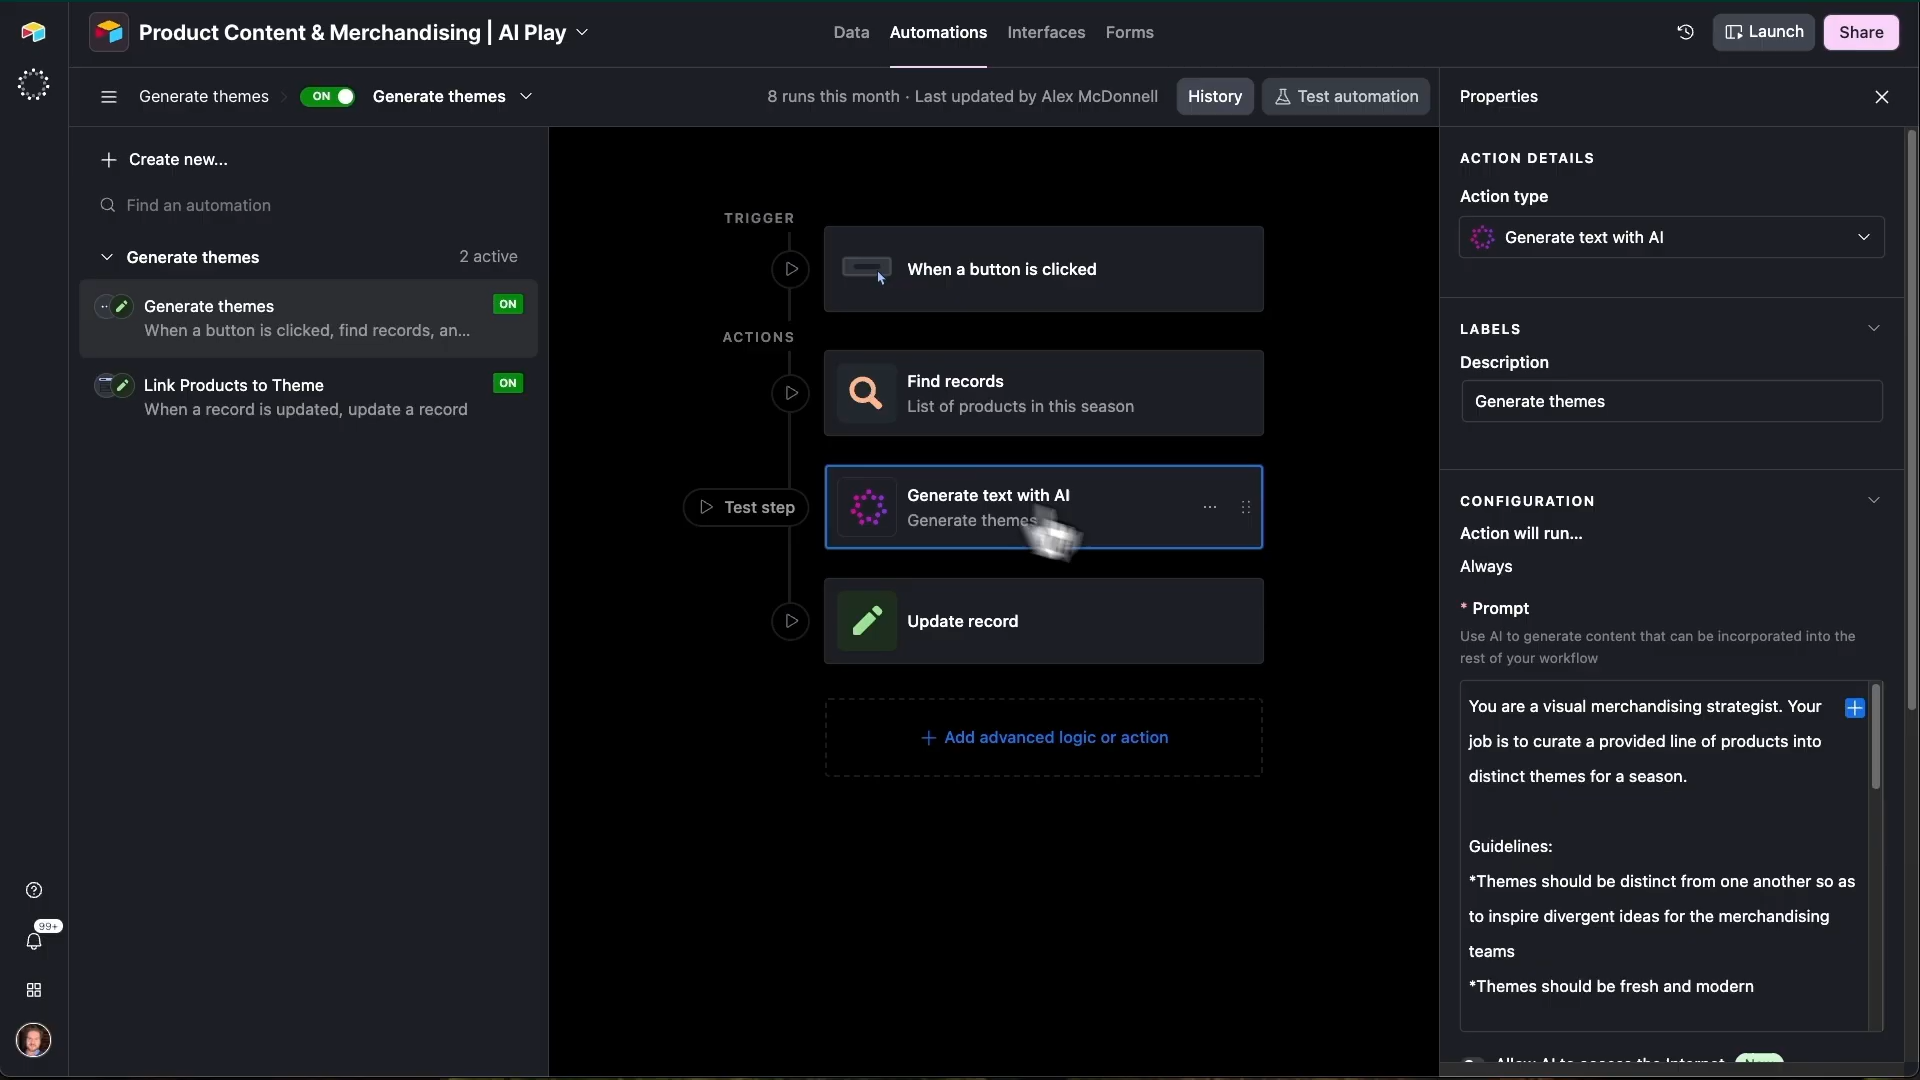 Product Content & Merchandising | AI Play
Data Automations Interfaces Forms
Launch
Share
Generate themes
ON
Generate themes
8 runs this month · Last updated by Alex McDonnell
History
Test automation
Properties
Create new...
Find an automation
Generate themes 2 active
Generate themes ON
When a button is clicked, find records, an...
Link Products to Theme ON
When a record is updated, update a record
TRIGGER
When a button is clicked
ACTIONS
Find records
List of products in this season
Test step
Generate text with AI
Generate themes
Update record
+ Add advanced logic or action
ACTION DETAILS
Action type
Generate text with AI
LABELS
Description
Generate themes
CONFIGURATION
Action will run...
Always
* Prompt
Use AI to generate content that can be incorporated into the
rest of your workflow
You are a visual merchandising strategist. Your
job is to curate a provided line of products into
distinct themes for a season.
Guidelines:
*Themes should be distinct from one another so as
to inspire divergent ideas for the merchandising
teams
*Themes should be fresh and modern
Allow AI to access the Internet
99+